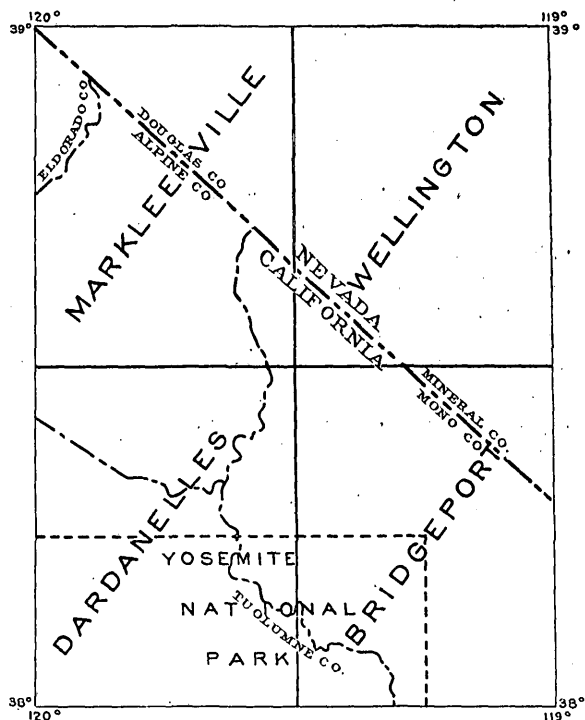 120°
119°
39°
39°
ELDORADO CO
DOUGLAS CO
ALPINE CO
MARKLEEVILLE
WELLINGTON
NEVADA
CALIFORNIA
MINERAL CO.
MONO CO.
DARDANELLES
BRIDGEPORT
YOSEMITE
NATIONAL
PARK
TUOLUMNE CO.
38°
38°
120°
119°